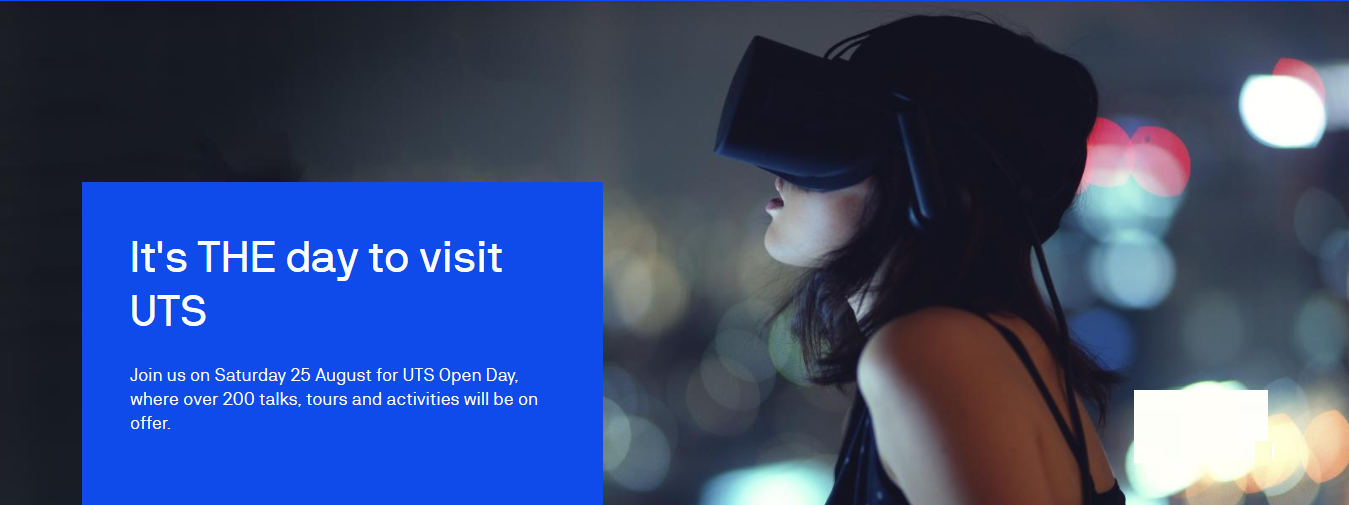 It's THE day to visit
UTS
Join us on Saturday 25 August for UTS Open Day,
where over 200 talks, tours and activities will be on
offer.